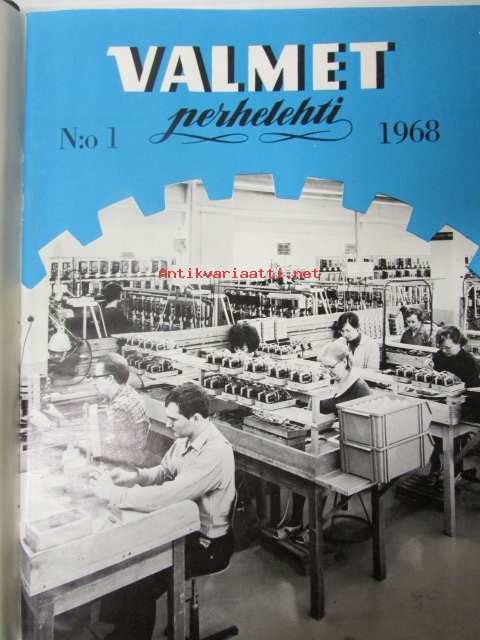 VALMET
perhelehti
N:o 1 1968
Antikvariaatti.net